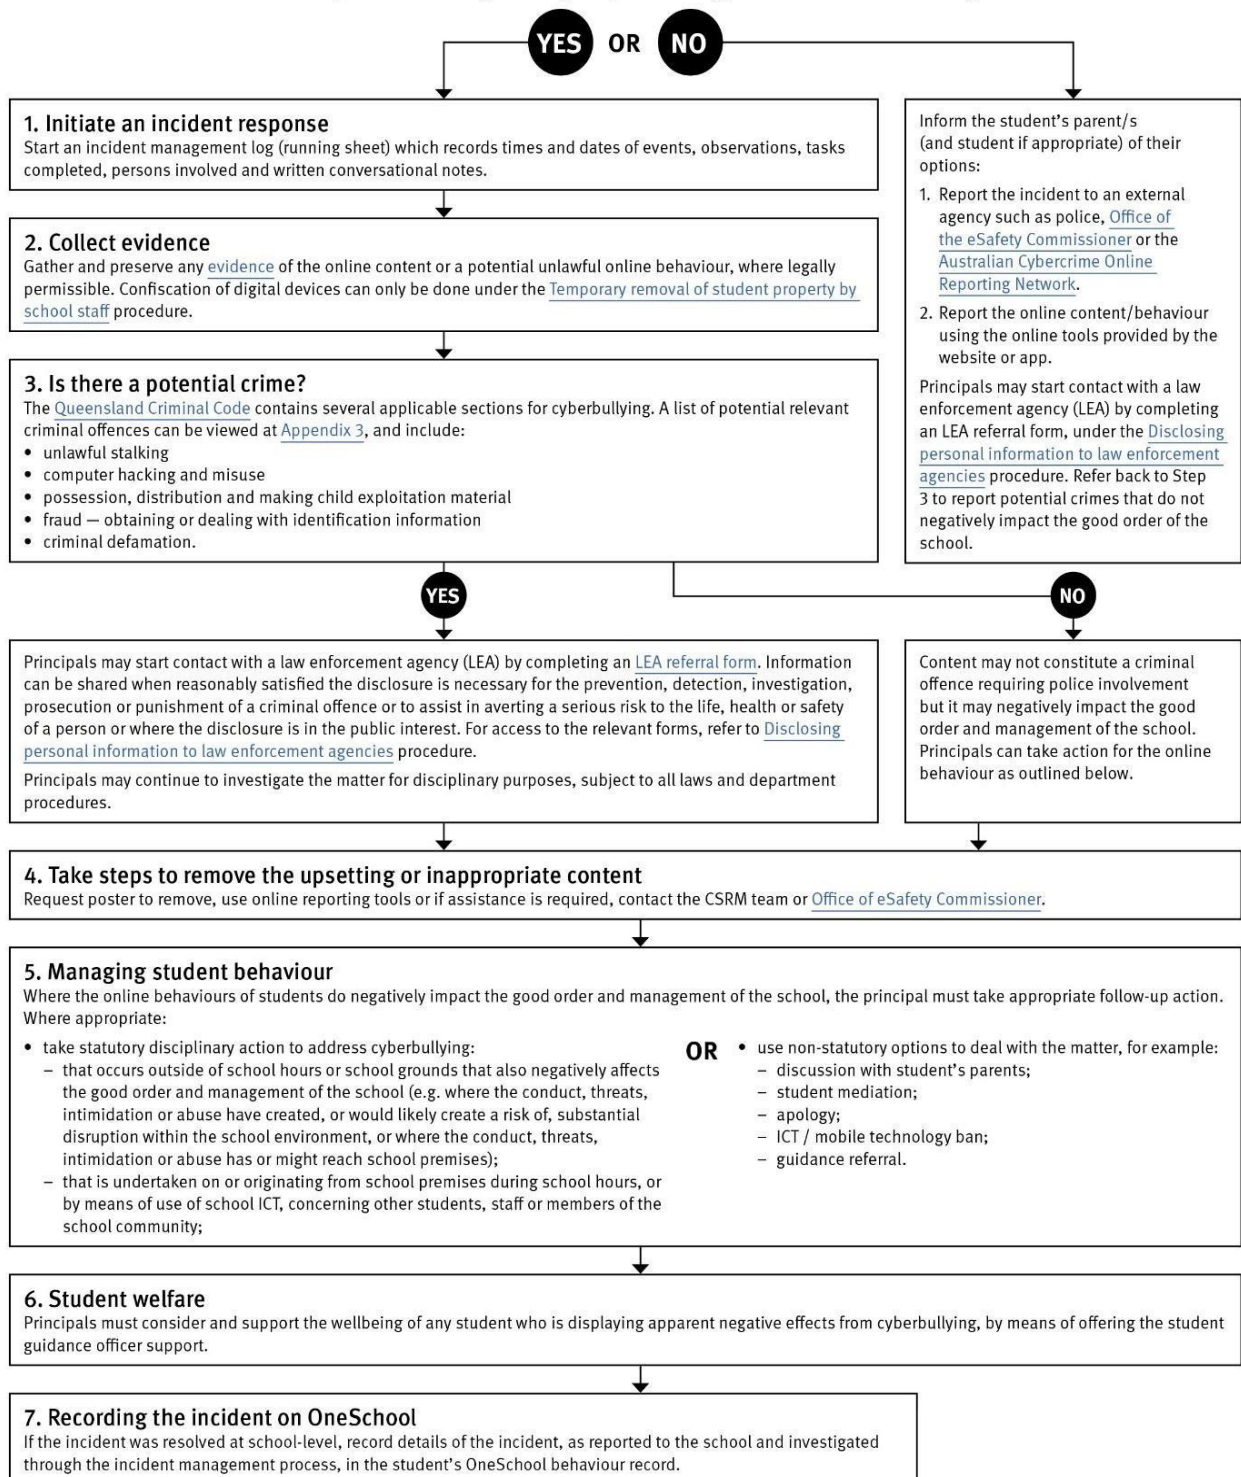 YES OR NO
1. Initiate an incident response
Start an incident management log (running sheet) which records times and dates of events, observations, tasks
completed, persons involved and written conversational notes.
2. Collect evidence
Gather and preserve any evidence of the online content or a potential unlawful online behaviour, where legally
permissible. Confiscation of digital devices can only be done under the Temporary removal of student property by
school staff procedure.
3. Is there a potential crime?
The Queensland Criminal Code contains several applicable sections for cyberbullying. A list of potential relevant
criminal offences can be viewed at Appendix 3, and include:
• unlawful stalking
• computer hacking and misuse
• possession, distribution and making child exploitation material
• fraud — obtaining or dealing with identification information
• criminal defamation.
Inform the student's parent/s
(and student if appropriate) of their
options:
1. Report the incident to an external
agency such as police, Office of
the eSafety Commissioner or the
Australian Cybercrime Online
Reporting Network.
2. Report the online content/behaviour
using the online tools provided by the
website or app.
Principals may start contact with a law
enforcement agency (LEA) by completing
an LEA referral form, under the Disclosing
personal information to law enforcement
agencies procedure. Refer back to Step
3 to report potential crimes that do not
negatively impact the good order of the
school.
YES
NO
Principals may start contact with a law enforcement agency (LEA) by completing an LEA referral form. Information
can be shared when reasonably satisfied the disclosure is necessary for the prevention, detection, investigation,
prosecution or punishment of a criminal offence or to assist in averting a serious risk to the life, health or safety
of a person or where the disclosure is in the public interest. For access to the relevant forms, refer to Disclosing
personal information to law enforcement agencies procedure.
Principals may continue to investigate the matter for disciplinary purposes, subject to all laws and department
procedures.
Content may not constitute a criminal
offence requiring police involvement
but it may negatively impact the good
order and management of the school.
Principals can take action for the online
behaviour as outlined below.
4. Take steps to remove the upsetting or inappropriate content
Request poster to remove, use online reporting tools or if assistance is required, contact the CSRM team or Office of eSafety Commissioner.
5. Managing student behaviour
Where the online behaviours of students do negatively impact the good order and management of the school, the principal must take appropriate follow-up action.
Where appropriate:
• take statutory disciplinary action to address cyberbullying:
– that occurs outside of school hours or school grounds that also negatively affects
the good order and management of the school (e.g. where the conduct, threats,
intimidation or abuse have created, or would likely create a risk of, substantial
disruption within the school environment, or where the conduct, threats,
intimidation or abuse has or might reach school premises);
– that is undertaken on or originating from school premises during school hours, or
by means of use of school ICT, concerning other students, staff or members of the
school community;
OR
• use non-statutory options to deal with the matter, for example:
– discussion with student's parents;
– student mediation;
– apology;
– ICT / mobile technology ban;
– guidance referral.
6. Student welfare
Principals must consider and support the wellbeing of any student who is displaying apparent negative effects from cyberbullying, by means of offering the student
guidance officer support.
7. Recording the incident on OneSchool
If the incident was resolved at school-level, record details of the incident, as reported to the school and investigated
through the incident management process, in the student's OneSchool behaviour record.